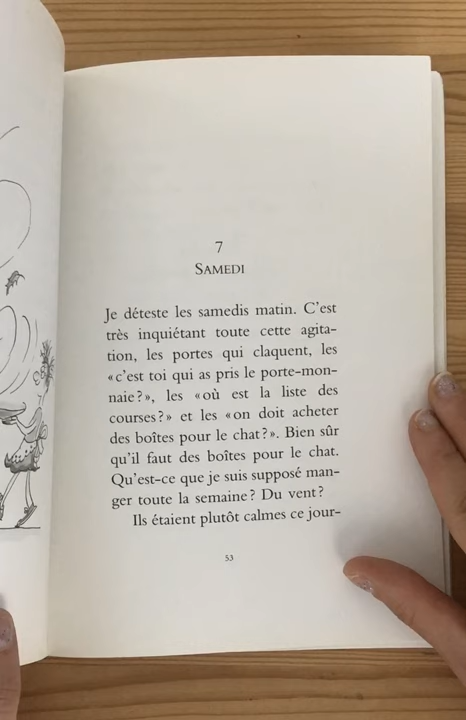 7
SAMEDI
Je déteste les samedis matin. C'est
très inquiétant toute cette agita-
tion, les portes qui claquent, les
«c'est toi qui as pris le porte-mon-
naie?», les «où est la liste des
courses?» et les «on doit acheter
des boîtes pour le chat?». Bien sûr
qu'il faut des boîtes pour le chat.
Qu'est-ce que je suis supposé man-
ger toute la semaine? Du vent?
Ils étaient plutôt calmes ce jour-
53